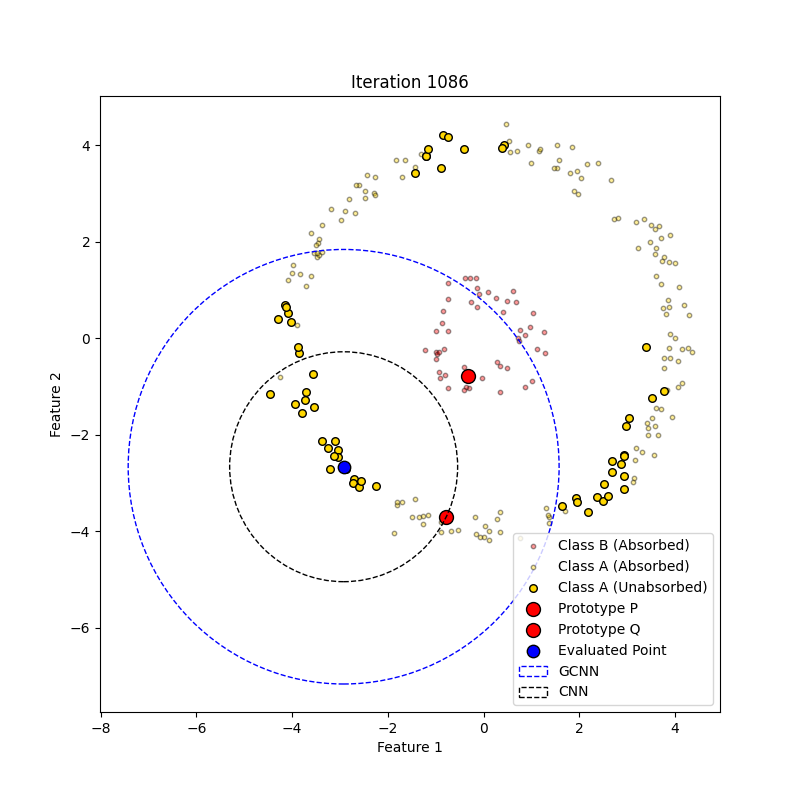 Iteration 1086
Feature 2
4
2
0
−2
−4
−6
Class B (Absorbed)
Class A (Absorbed)
Class A (Unabsorbed)
Prototype P
Prototype Q
Evaluated Point
GCNN
CNN
−8 −6 −4 −2 0 2 4
Feature 1